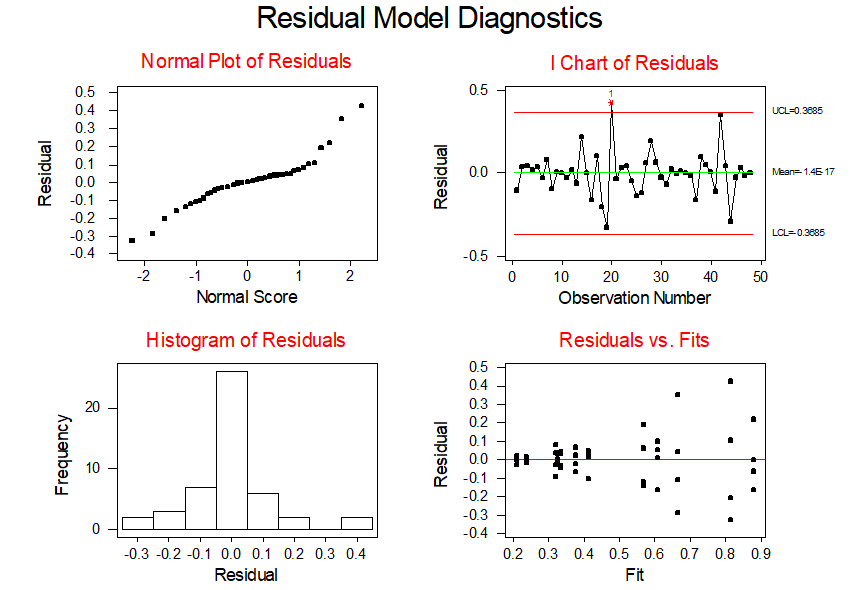 Residual Model Diagnostics
Normal Plot of Residuals
0.5
0.4
0.3
0.2
0.1
0.0
-0.1
-0.2
-0.3
-0.4
Residual
-2 -1 0 1 2
Normal Score
I Chart of Residuals
0.5
0.0
-0.5
Residual
1
UCL=0.3685
Mean=-1.4E-17
LCL=-0.3685
0 10 20 30 40 50
Observation Number
Histogram of Residuals
20
10
0
Frequency
-0.3 -0.2 -0.1 0.0 0.1 0.2 0.3 0.4
Residual
Residuals vs. Fits
0.5
0.4
0.3
0.2
0.1
0.0
-0.1
-0.2
-0.3
-0.4
Residual
0.2 0.3 0.4 0.5 0.6 0.7 0.8 0.9
Fit